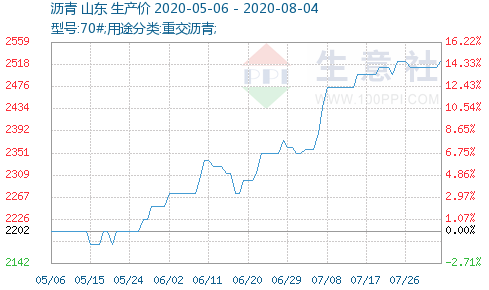 沥青 山东 生产价 2020-05-06 - 2020-08-04
型号:70#;用途分类:重交沥青;
2559 16.22%
2518 14.33%
2476 12.43%
2434 10.54%
2392 8.65%
2351 6.75%
2309 4.86%
2267 2.97%
2226 1.07%
2202 0.00%
2142 -2.71%
生意社
PPI
WWW.100PPI.COM
05/06 05/15 05/24 06/02 06/11 06/20 06/29 07/08 07/17 07/26